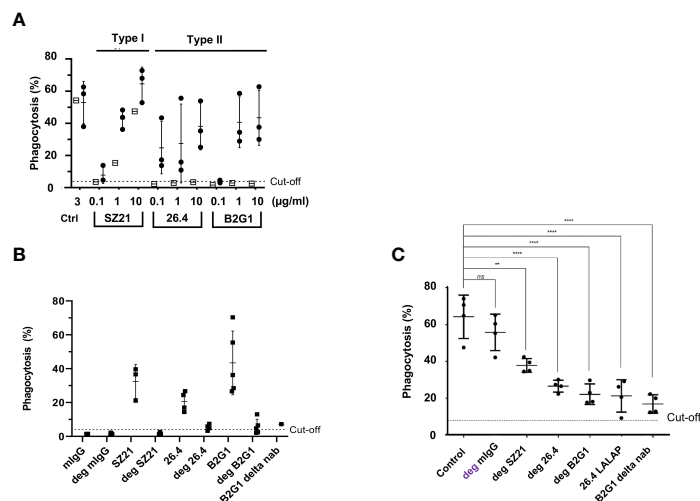 A
Type I
Type II
Phagocytosis (%)
80
60
40
20
0
Cut-off
3 0.1 1 10 0.1 1 10 0.1 1 10 (μg/ml)
Ctrl SZ21 26.4 B2G1
B
Phagocytosis (%)
80
60
40
20
0
Cut-off
mIgG
deg mIgG
SZ21
deg SZ21
26.4
deg 26.4
B2G1
deg B2G1
B2G1 delta nab
C
****
****
****
****
**
ns
Phagocytosis (%)
80
60
40
20
0
Cut-off
Control
deg mIgG
deg SZ21
deg 26.4
deg B2G1
26.4 LALAP
B2G1 delta nab